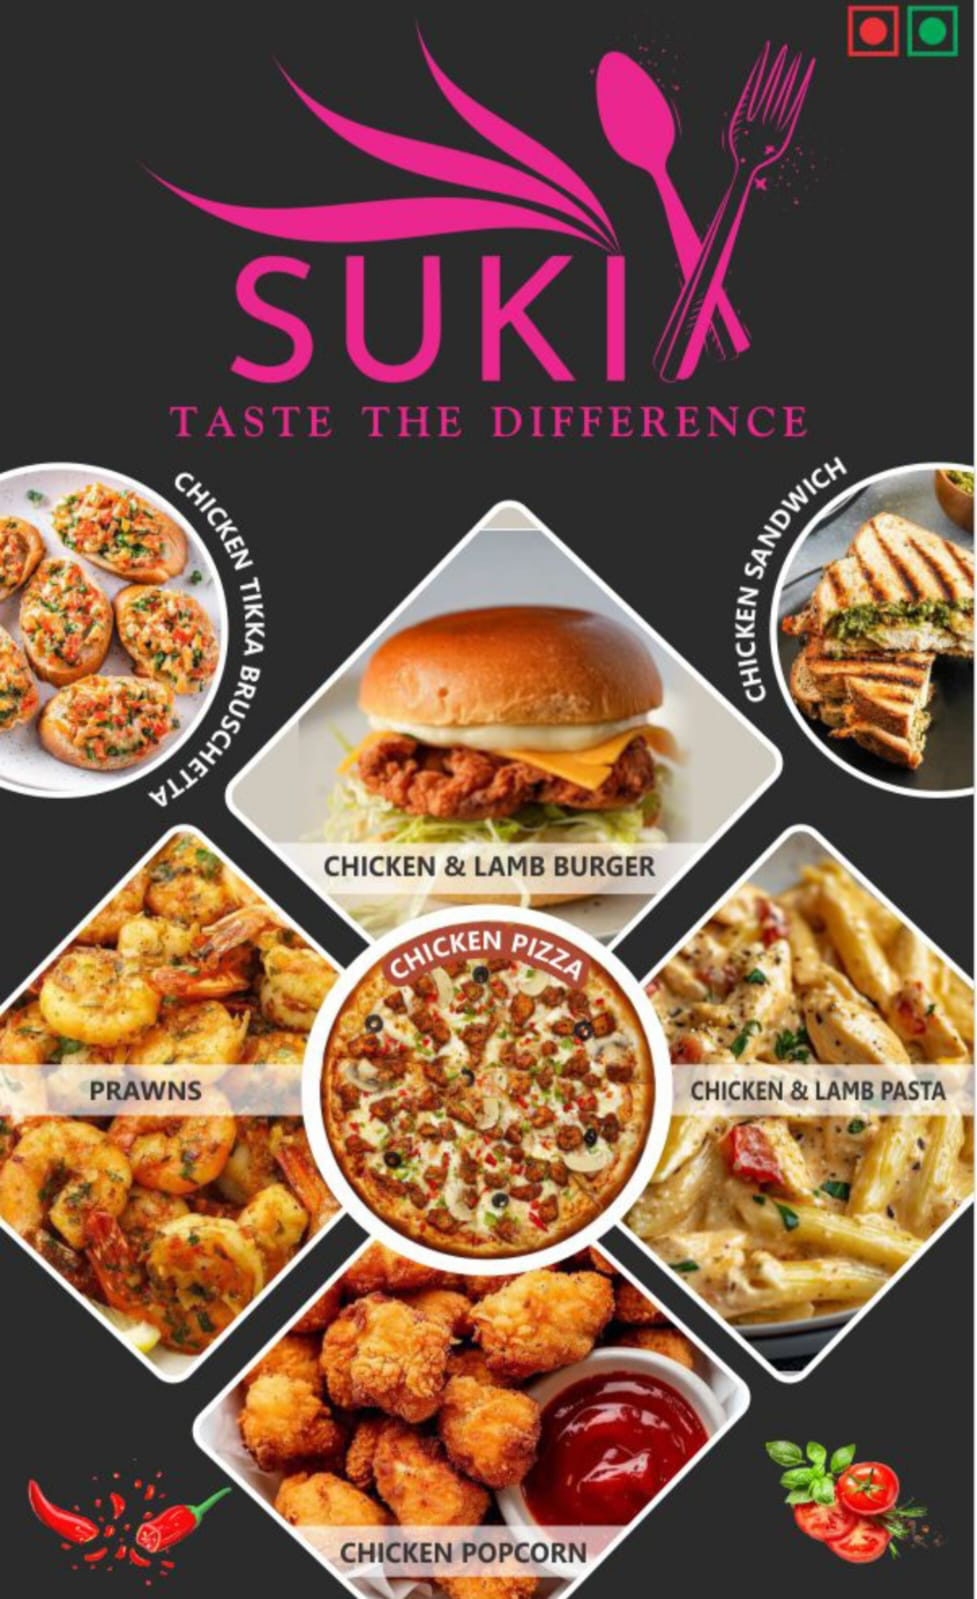 SUKI
TASTE THE DIFFERENCE
CHICKEN TIKKA BRUSCHETTA
CHICKEN SANDWICH
CHICKEN & LAMB BURGER
CHICKEN PIZZA
PRAWNS
CHICKEN & LAMB PASTA
CHICKEN POPCORN